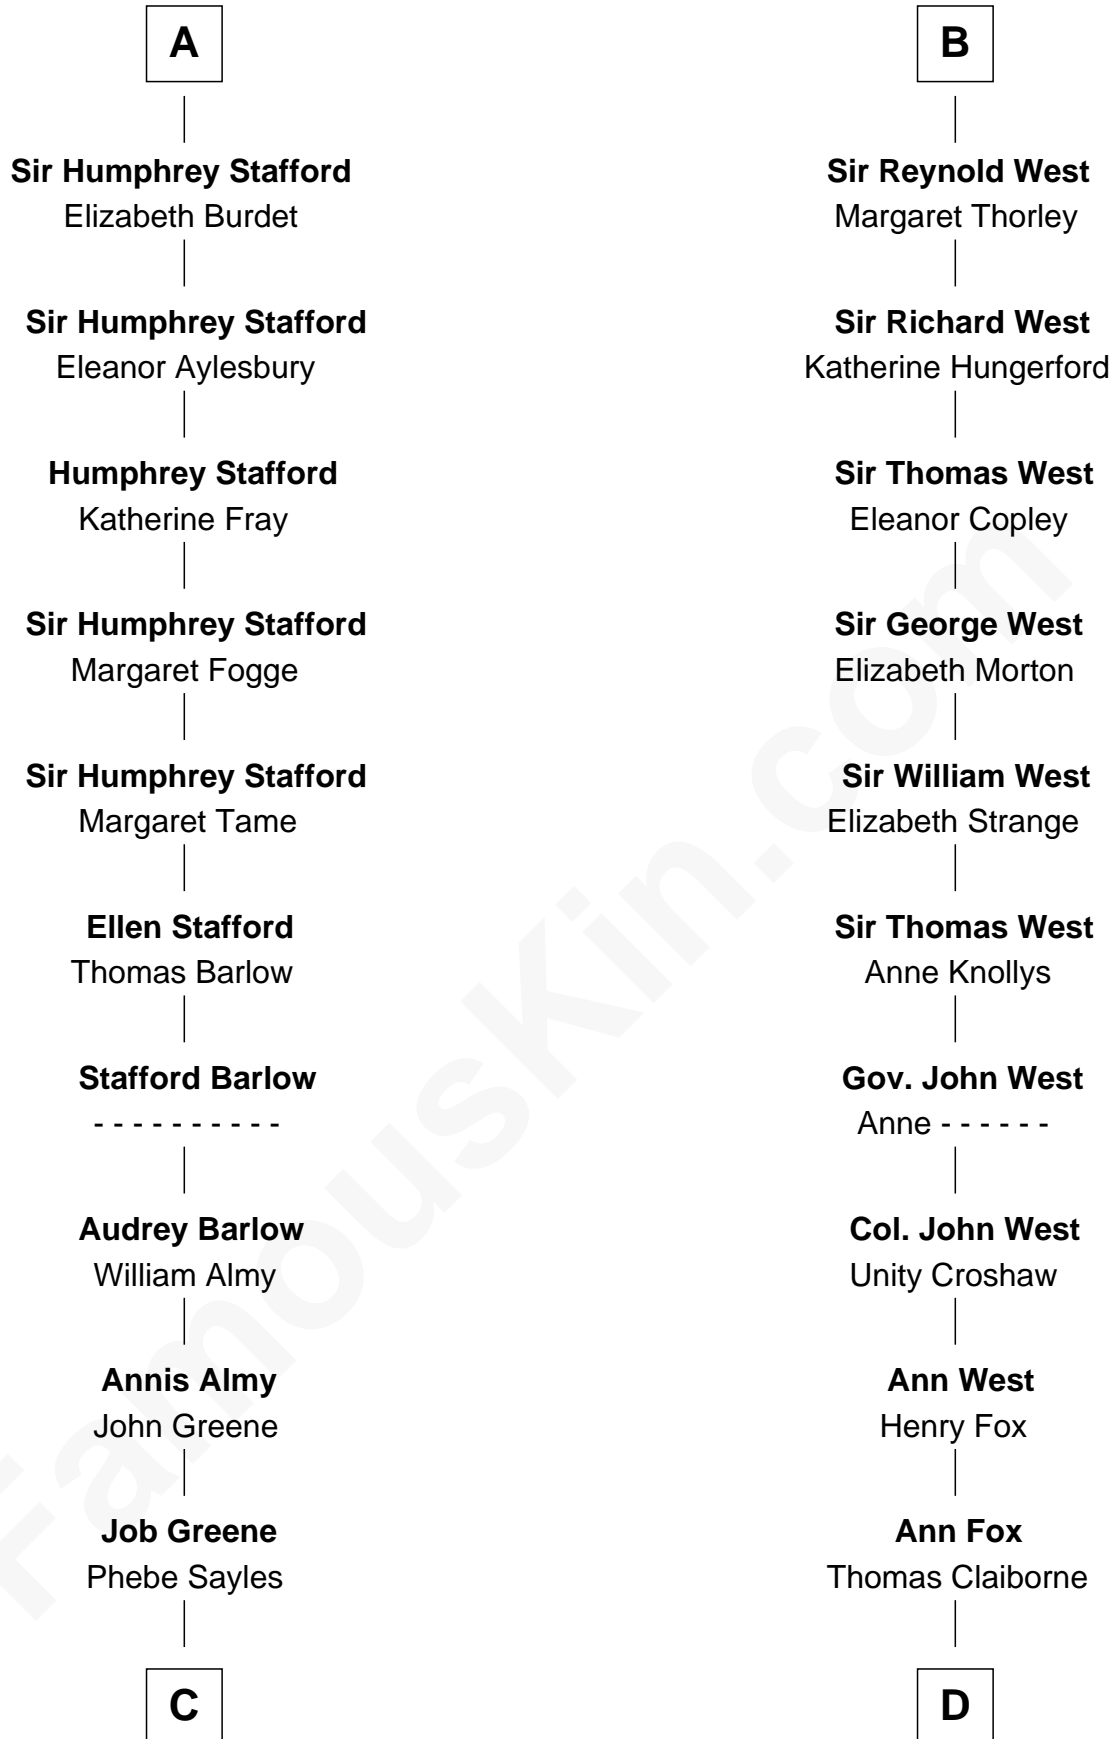 A
Sir Humphrey Stafford
Elizabeth Burdet
Sir Humphrey Stafford
Eleanor Aylesbury
Humphrey Stafford
Katherine Fray
Sir Humphrey Stafford
Margaret Fogge
Sir Humphrey Stafford
Margaret Tame
Ellen Stafford
Thomas Barlow
Stafford Barlow
- - - - - - - - - -
Audrey Barlow
William Almy
Annis Almy
John Greene
Job Greene
Phebe Sayles
C
B
Sir Reynold West
Margaret Thorley
Sir Richard West
Katherine Hungerford
Sir Thomas West
Eleanor Copley
Sir George West
Elizabeth Morton
Sir William West
Elizabeth Strange
Sir Thomas West
Anne Knollys
Gov. John West
Anne - - - - - -
Col. John West
Unity Croshaw
Ann West
Henry Fox
Ann Fox
Thomas Claiborne
D
FamousKin.com